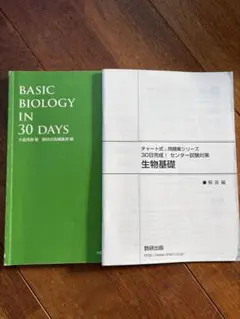 BASIC
BIOLOGY
IN
30 DAYS
チャート式® 問題集シリーズ
30日完成！ センター試験対策
生物基礎
●解答編
数研出版